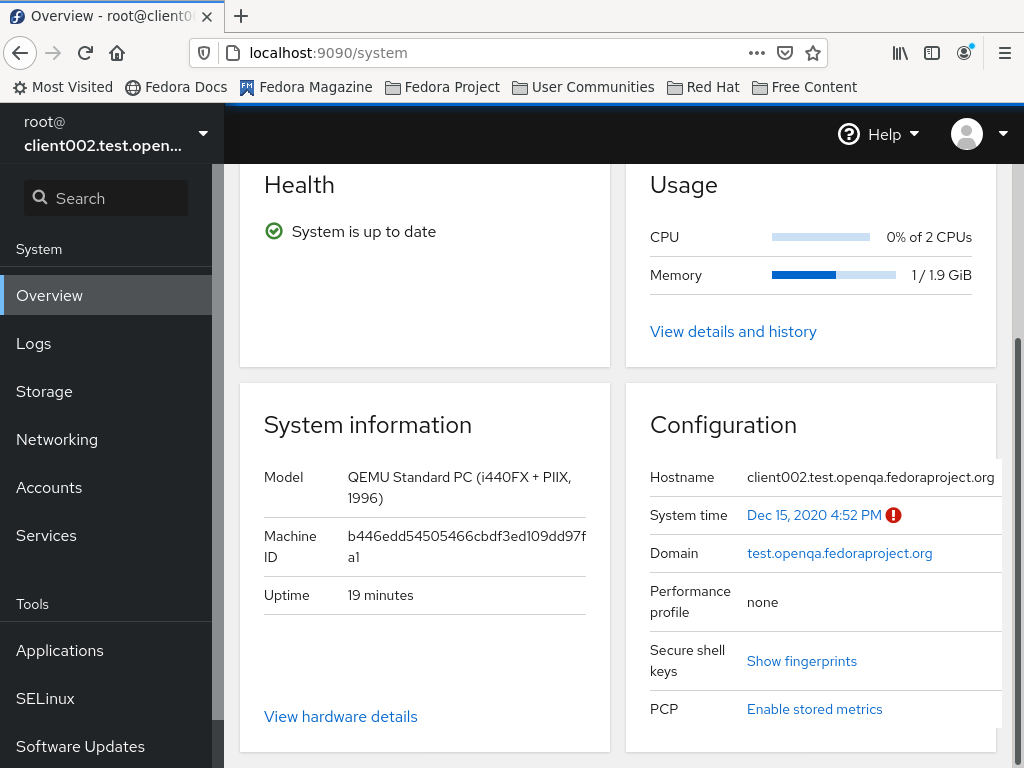 Overview - root@client0
localhost:9090/system
Most Visited Fedora Docs Fedora Magazine Fedora Project User Communities Red Hat Free Content
root@
client002.test.open...
Help
Search
System
Overview
Logs
Storage
Networking
Accounts
Services
Tools
Applications
SELinux
Software Updates
Health
System is up to date
Usage
CPU 0% of 2 CPUs
Memory 1 / 1.9 GiB
View details and history
System information
Model QEMU Standard PC (i440FX + PIIX,
1996)
Machine b446edd54505466cbdf3ed109dd97f
ID a1
Uptime 19 minutes
View hardware details
Configuration
Hostname client002.test.openqa.fedoraproject.org
System time Dec 15, 2020 4:52 PM
Domain test.openqa.fedoraproject.org
Performance
profile none
Secure shell
keys Show fingerprints
PCP Enable stored metrics